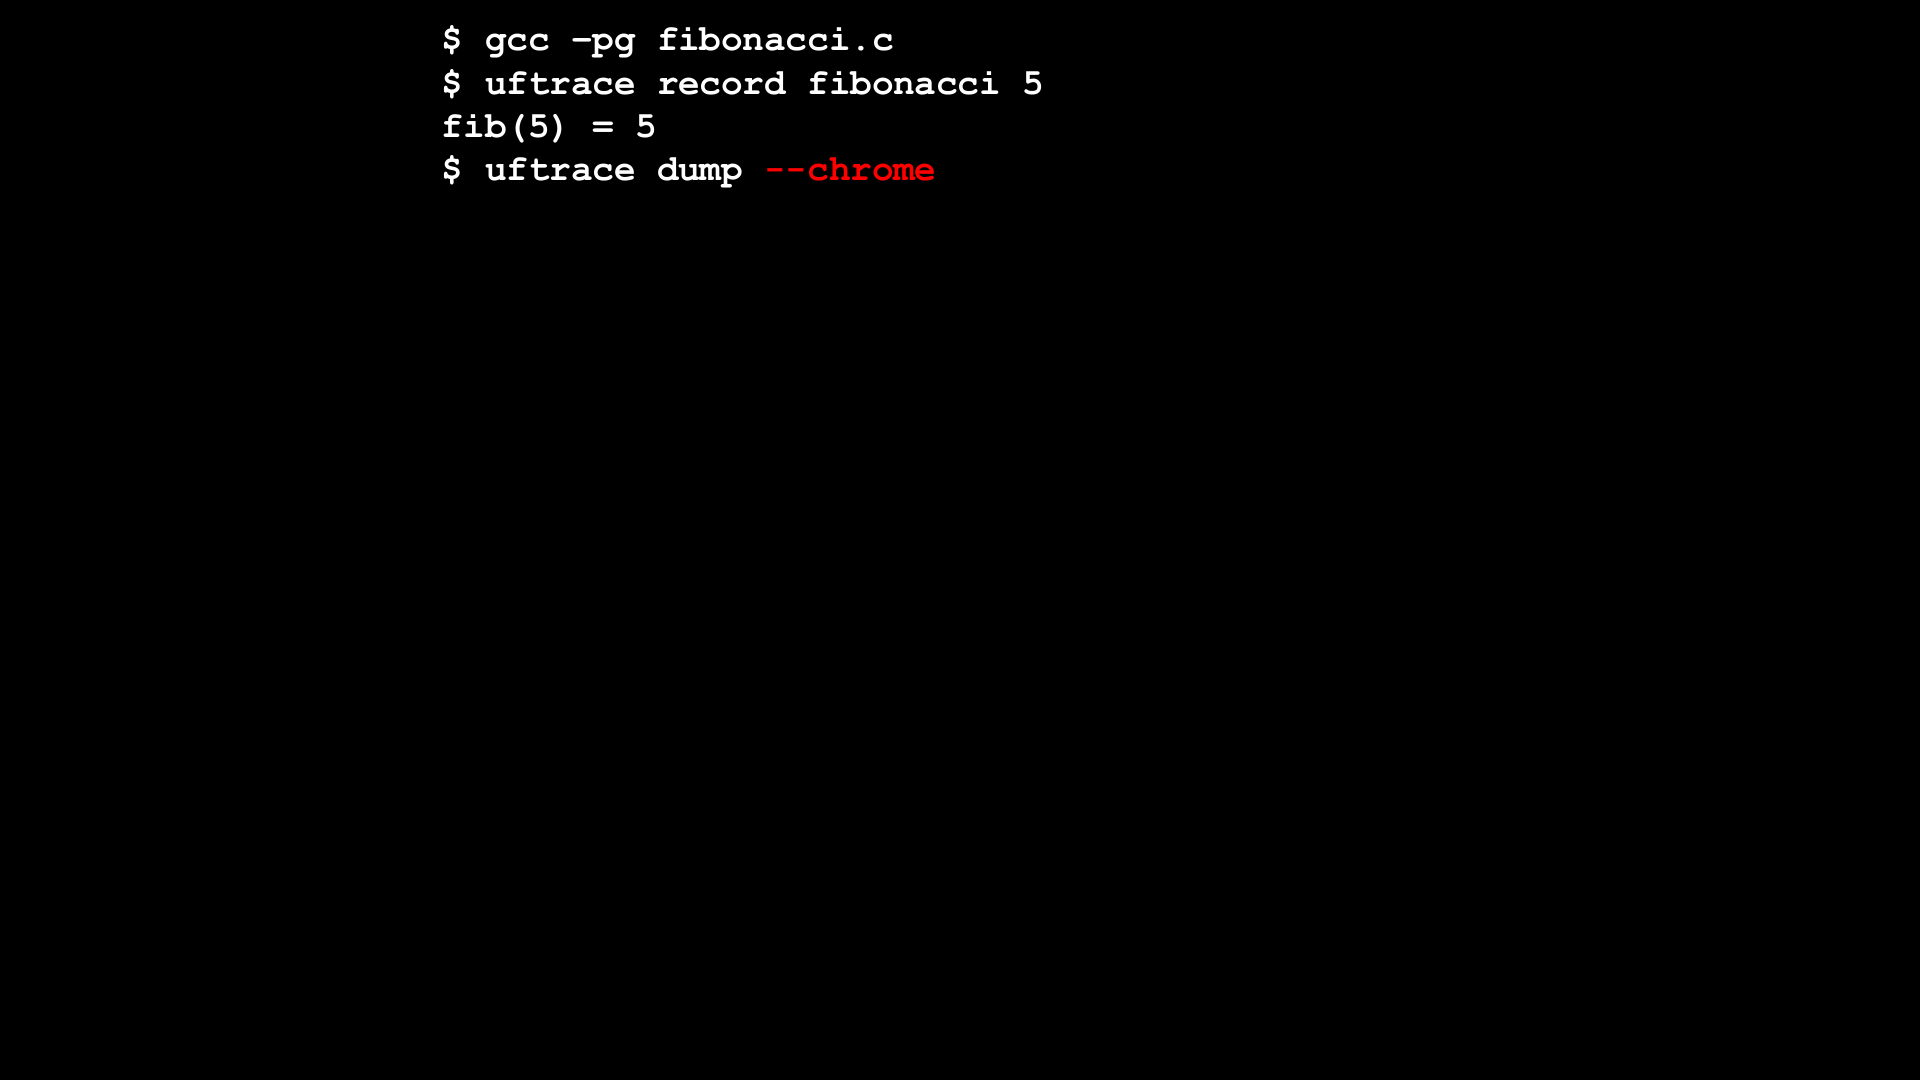 $ gcc –pg fibonacci.c
$ uftrace record fibonacci 5
fib(5) = 5
$ uftrace dump --chrome